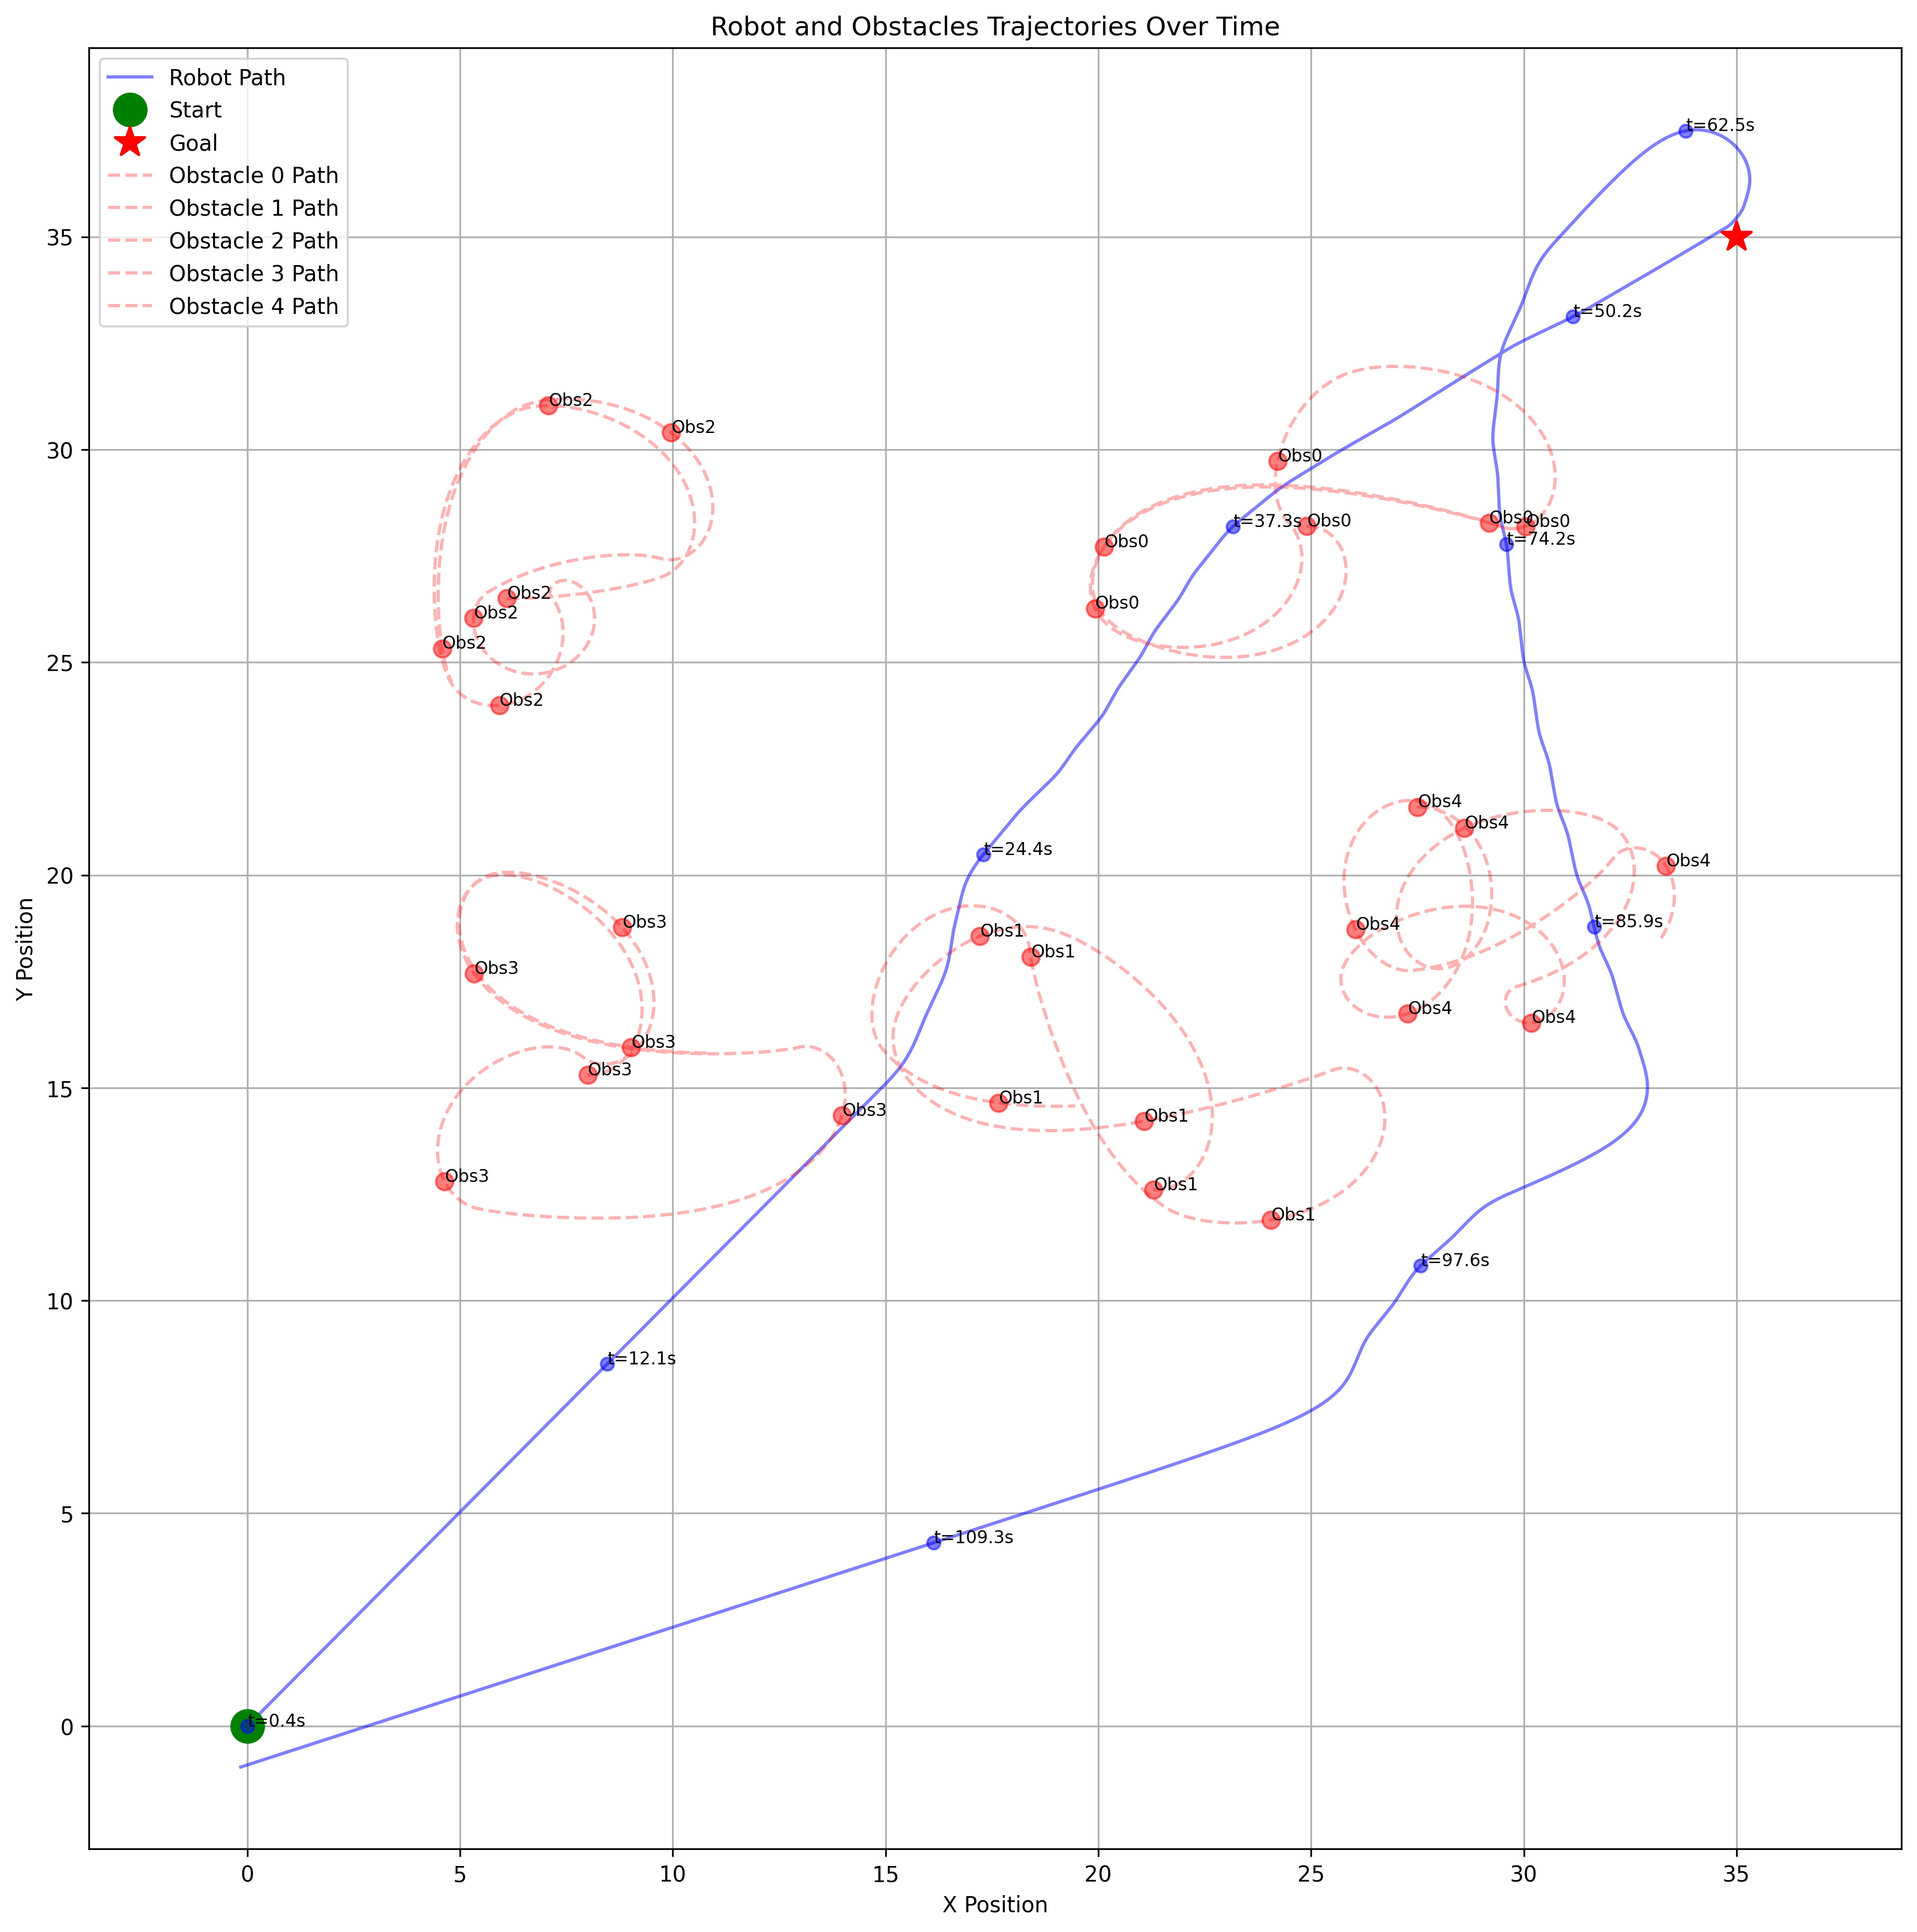 Robot and Obstacles Trajectories Over Time
Robot Path
Start
Goal
Obstacle 0 Path
Obstacle 1 Path
Obstacle 2 Path
Obstacle 3 Path
Obstacle 4 Path
t=62.5s
t=50.2s
Obs2
Obs2
Obs0
t=37.3s
Obs0
Obs0
Obs0
t=74.2s
Obs0
Obs0
Obs2
Obs2
Obs2
Obs2
t=24.4s
Obs4
Obs4
Obs4
t=85.9s
Obs4
Obs4
Obs4
Obs3
Obs3
Obs3
Obs3
Obs3
Obs3
Obs1
Obs1
Obs1
Obs1
Obs1
Obs1
t=97.6s
t=12.1s
t=109.3s
t=0.4s
35
30
25
20
15
10
5
0
Y Position
0 5 10 15 20 25 30 35
X Position